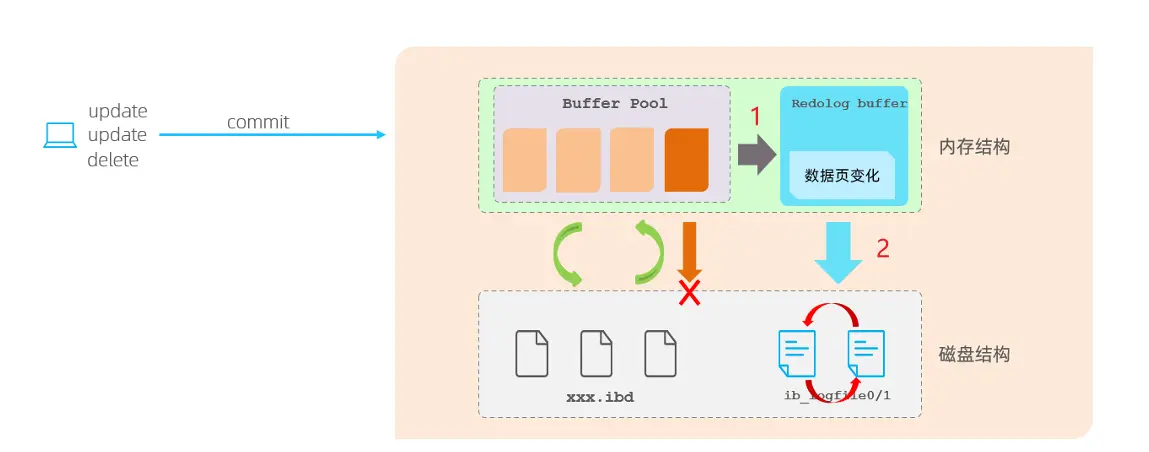 update
update
delete
commit
Buffer Pool
1
Redolog buffer
数据页变化
内存结构
2
xxx.ibd
ib_logfile0/1
磁盘结构